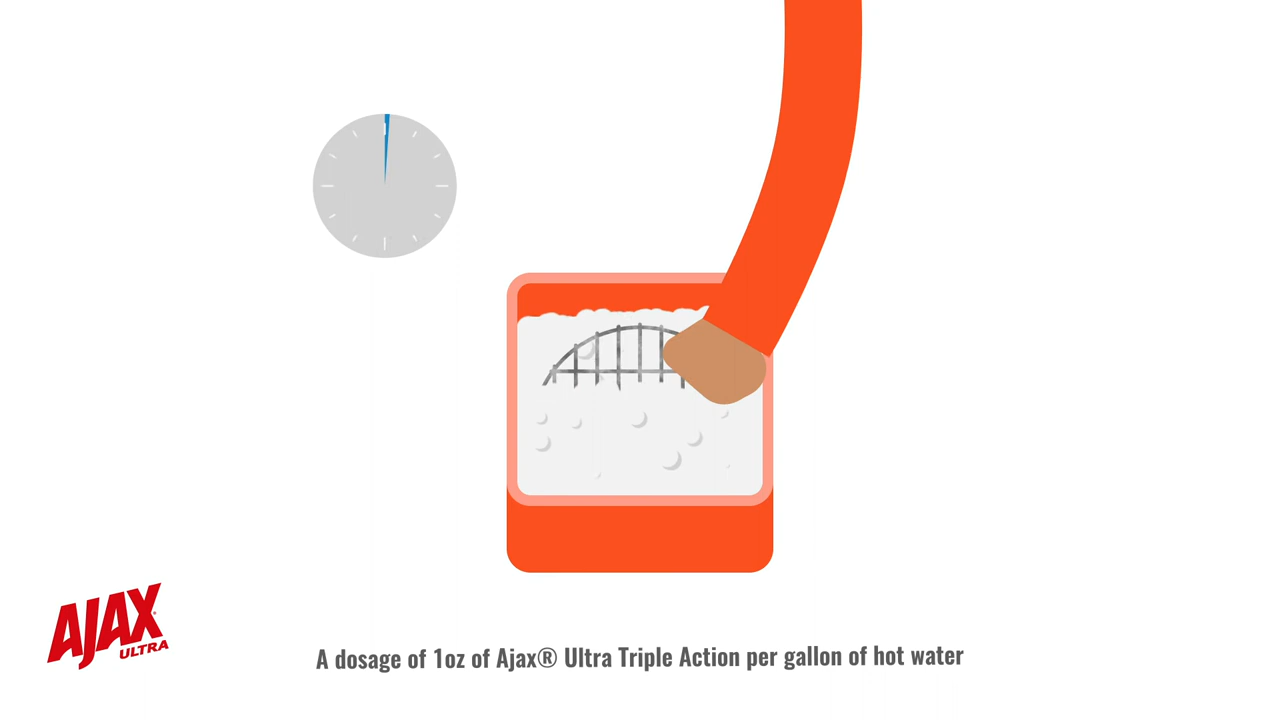 AJAX
ULTRA
A dosage of 1oz of Ajax® Ultra Triple Action per gallon of hot water